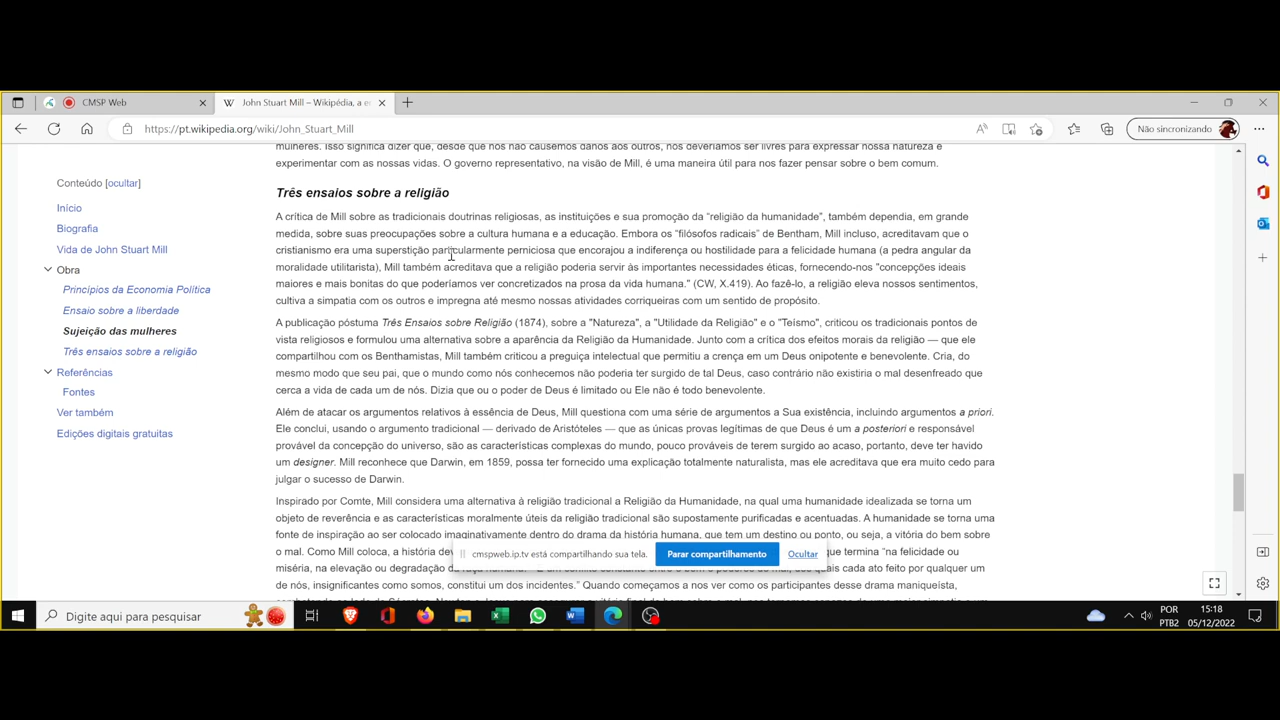 CMSP Web
John Stuart Mill – Wikipédia, a e
https://pt.wikipedia.org/wiki/John_Stuart_Mill
Não sincronizando
Conteúdo [ocultar]
Início
Biografia
Vida de John Stuart Mill
Obra
Princípios da Economia Política
Ensaio sobre a liberdade
Sujeição das mulheres
Três ensaios sobre a religião
Referências
Fontes
Ver também
Edições digitais gratuitas
mulheres. Isso significa dizer que, desde que nós não causemos danos aos outros, nós deveríamos ser livres para expressar nossa natureza e
experimentar com as nossas vidas. O governo representativo, na visão de Mill, é uma maneira útil para nos fazer pensar sobre o bem comum.
Três ensaios sobre a religião
A crítica de Mill sobre as tradicionais doutrinas religiosas, as instituições e sua promoção da “religião da humanidade”, também dependia, em grande
medida, sobre suas preocupações sobre a cultura humana e a educação. Embora os “filósofos radicais” de Bentham, Mill incluso, acreditavam que o
cristianismo era uma superstição particularmente perniciosa que encorajou a indiferença ou hostilidade para a felicidade humana (a pedra angular da
moralidade utilitarista), Mill também acreditava que a religião poderia servir às importantes necessidades éticas, fornecendo-nos "concepções ideais
maiores e mais bonitas do que poderíamos ver concretizados na prosa da vida humana." (CW, X.419). Ao fazê-lo, a religião eleva nossos sentimentos,
cultiva a simpatia com os outros e impregna até mesmo nossas atividades corriqueiras com um sentido de propósito.
A publicação póstuma Três Ensaios sobre Religião (1874), sobre a "Natureza", a "Utilidade da Religião" e o "Teísmo", criticou os tradicionais pontos de
vista religiosos e formulou uma alternativa sobre a aparência da Religião da Humanidade. Junto com a crítica dos efeitos morais da religião — que ele
compartilhou com os Benthamistas, Mill também criticou a preguiça intelectual que permitiu a crença em um Deus onipotente e benevolente. Cria, do
mesmo modo que seu pai, que o mundo como nós conhecemos não poderia ter surgido de tal Deus, caso contrário não existiria o mal desenfreado que
cerca a vida de cada um de nós. Dizia que ou o poder de Deus é limitado ou Ele não é todo benevolente.
Além de atacar os argumentos relativos à essência de Deus, Mill questiona com uma série de argumentos a Sua existência, incluindo argumentos a priori.
Ele conclui, usando o argumento tradicional — derivado de Aristóteles — que as únicas provas legítimas de que Deus é um a posteriori e responsável
provável da concepção do universo, são as características complexas do mundo, pouco prováveis de terem surgido ao acaso, portanto, deve ter havido
um designer. Mill reconhece que Darwin, em 1859, possa ter fornecido uma explicação totalmente naturalista, mas ele acreditava que era muito cedo para
julgar o sucesso de Darwin.
Inspirado por Comte, Mill considera uma alternativa à religião tradicional a Religião da Humanidade, na qual uma humanidade idealizada se torna um
objeto de reverência e as características moralmente úteis da religião tradicional são supostamente purificadas e acentuadas. A humanidade se torna uma
fonte de inspiração ao ser colocado imaginativamente dentro do drama da história humana, que tem um destino ou ponto, ou seja, a vitória do bem sobre
o mal. Como Mill coloca, a história dev que termina “na felicidade ou
cmspweb.ip.tv está compartilhando sua tela.
Parar compartilhamento
Ocultar
miséria, na elevação ou degradação
quais cada ato feito por qualquer um
de nós, insignificantes como somos, constitui um dos incidentes.” Quando começamos a nos ver como os participantes desse drama maniqueísta,
Digite aqui para pesquisar
POR
PTB2
15:18
05/12/2022